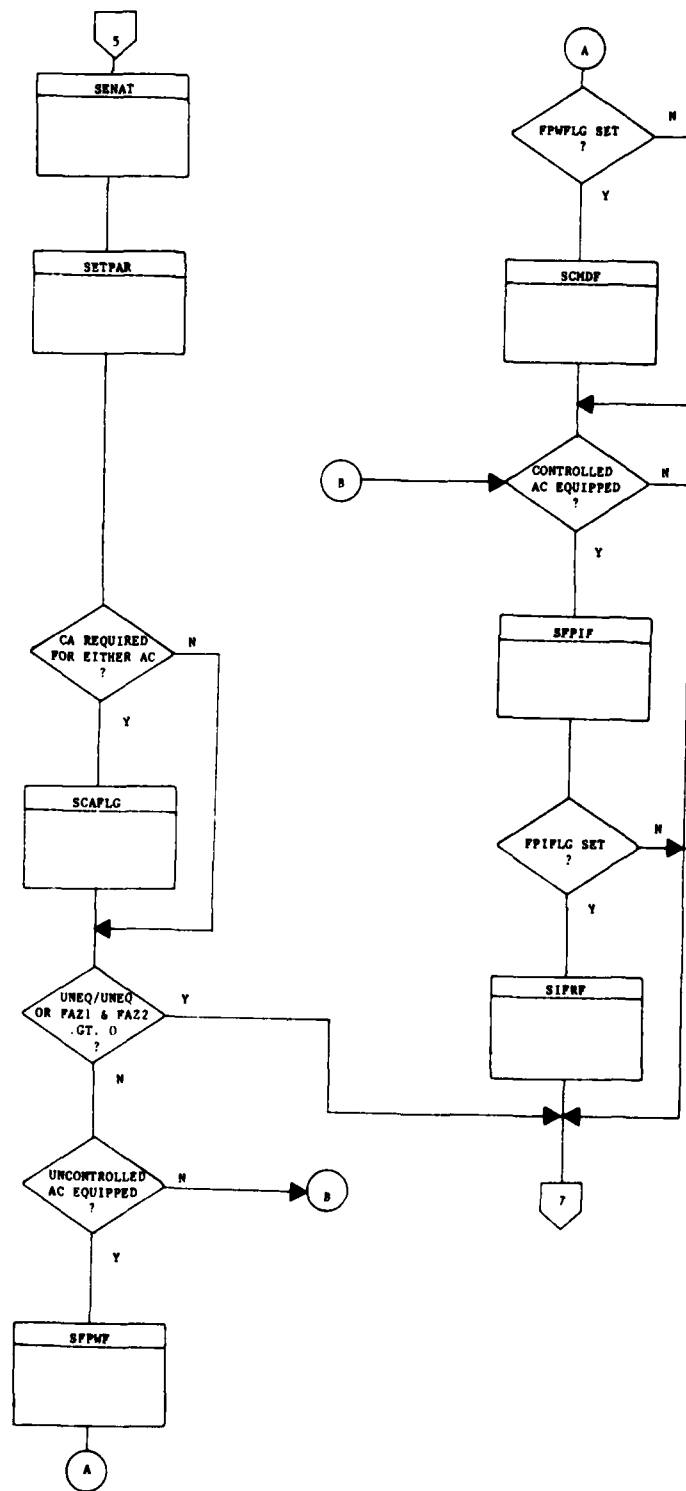 5
SENAT
SETPAR
CA REQUIRED
FOR EITHER AC
?
N
Y
SCAFLG
UNEQ/UNEQ
OR FAZ1 & FAZ2
.GT. 0
?
Y
N
UNCONTROLLED
AC EQUIPPED
?
N
B
Y
SFPWF
A
A
FPWFLG SET
?
N
Y
SCMDF
B
CONTROLLED
AC EQUIPPED
?
N
Y
SFPIF
FPIFLG SET
?
N
Y
SIFRF
7